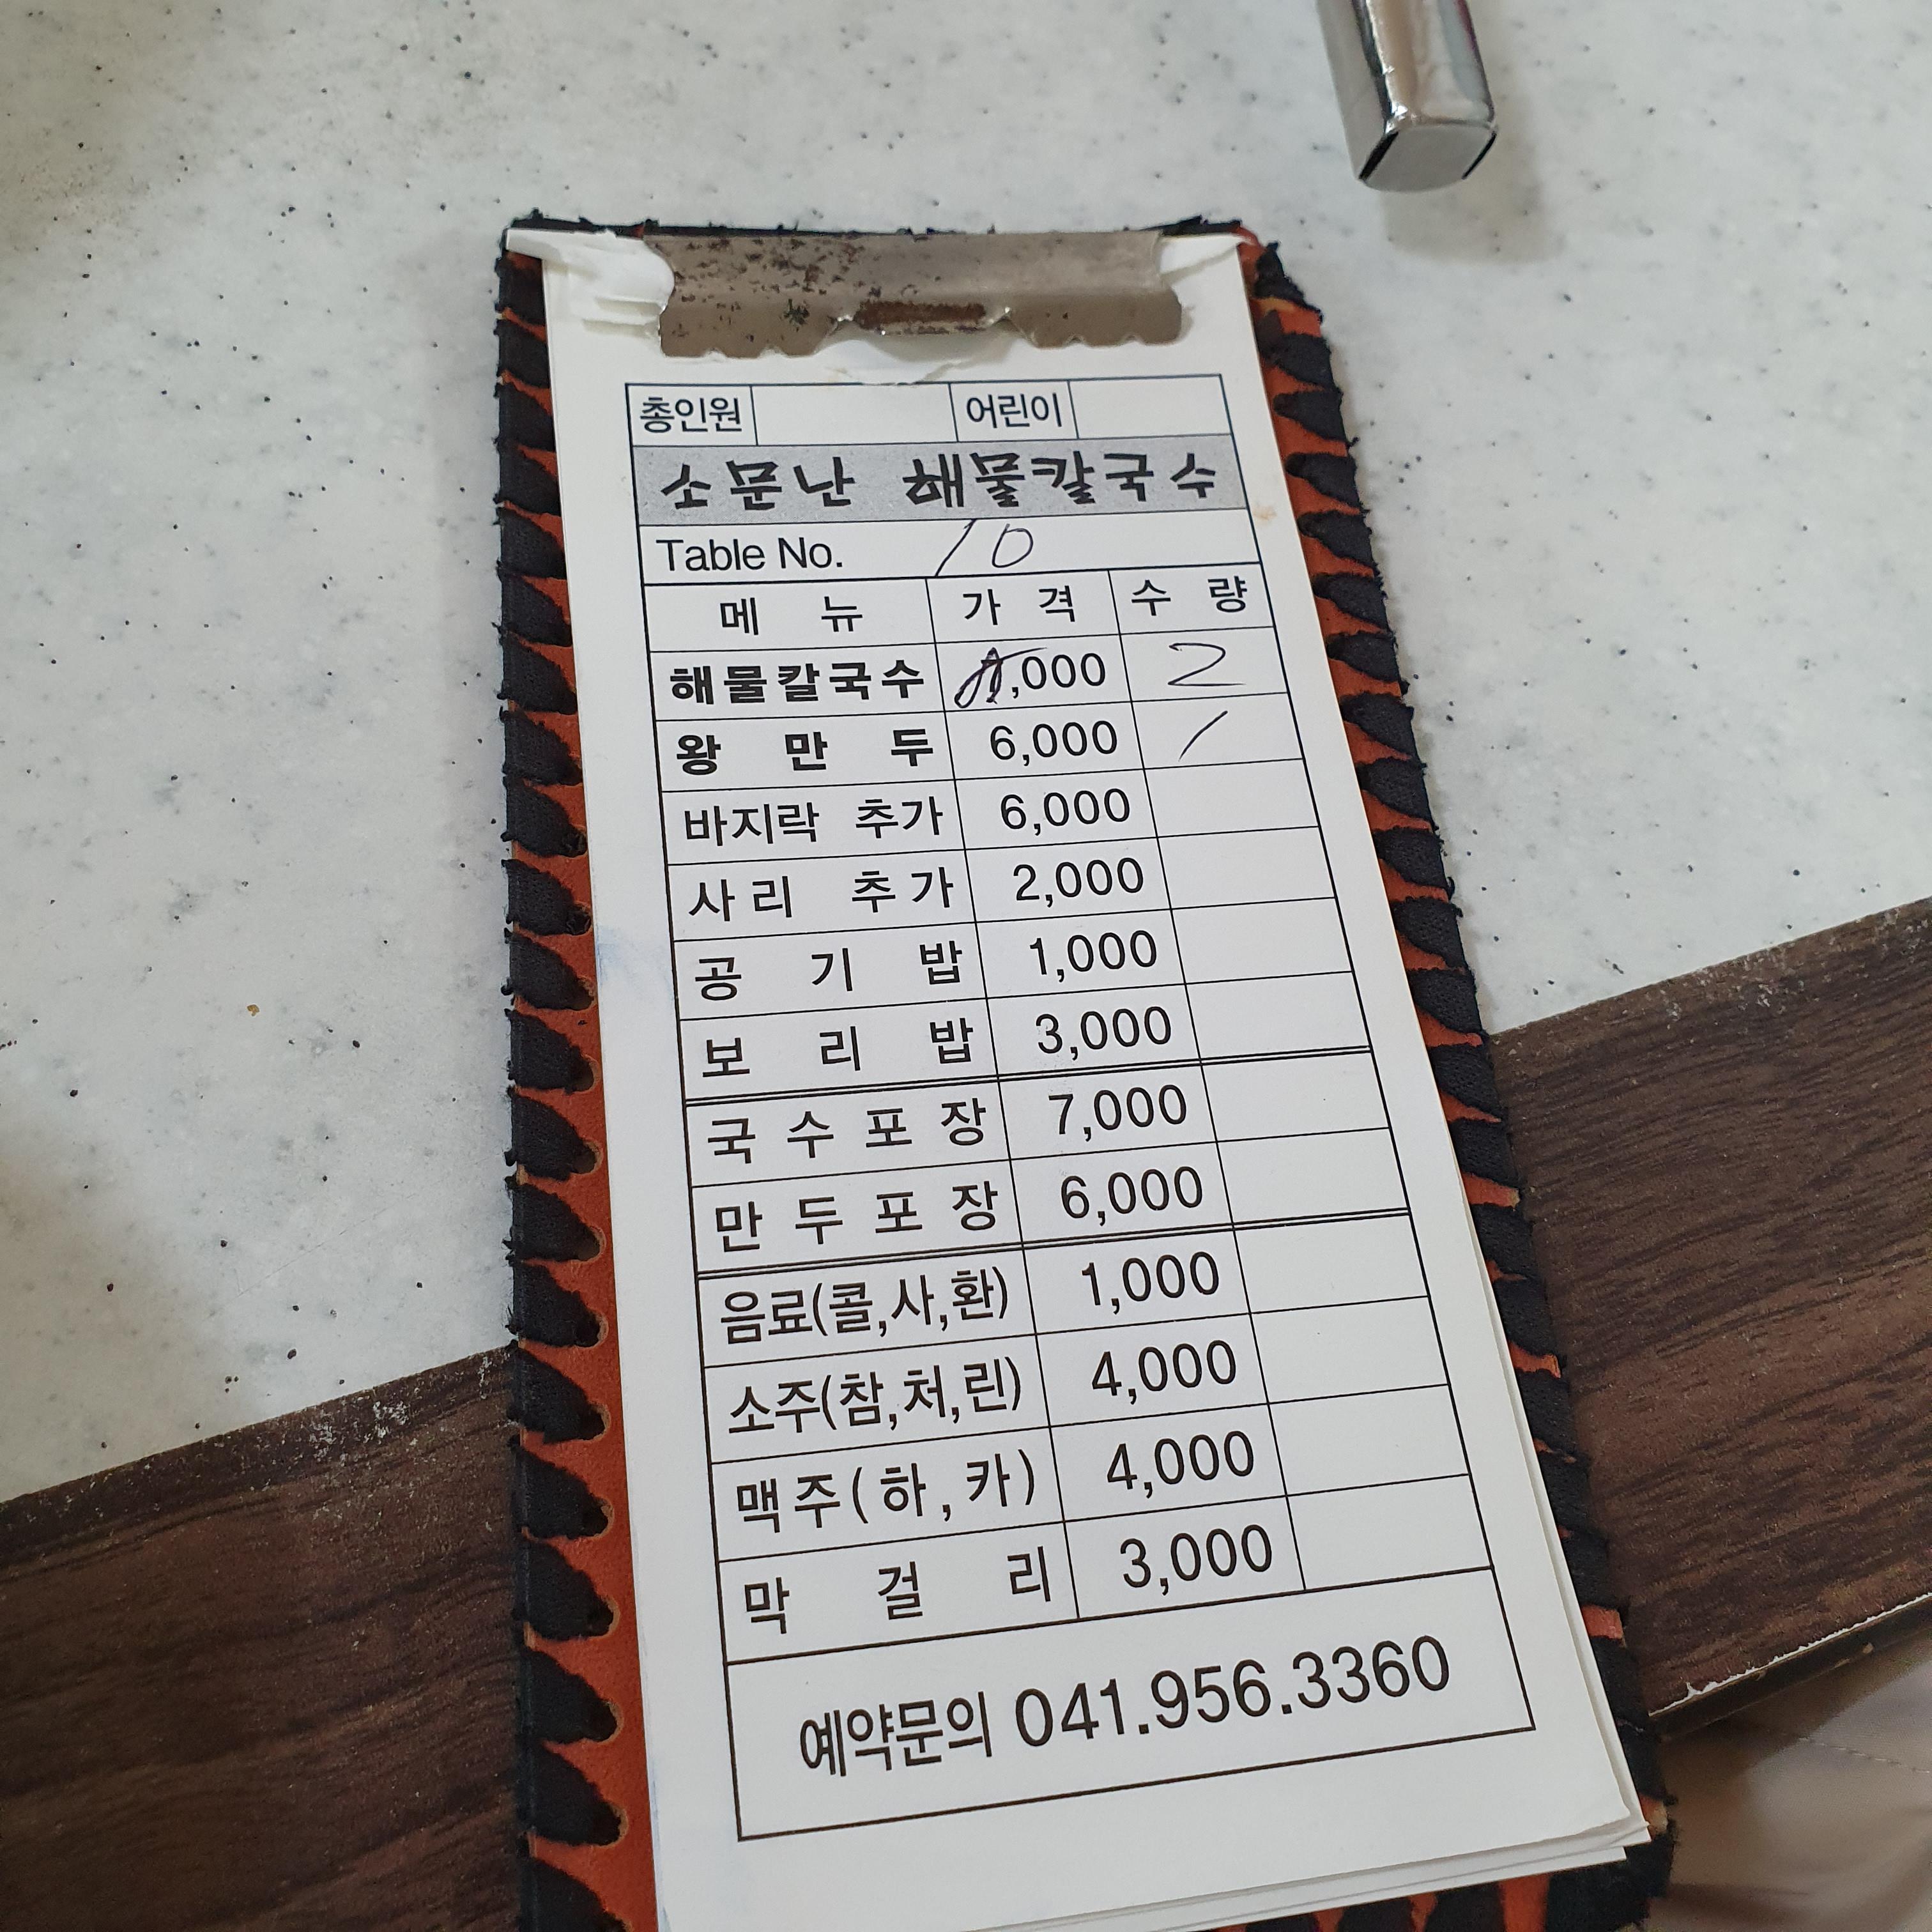 총인원 어린이
소문난 해물칼국수
Table No. 10
메 뉴 가 격 수 량
해물칼국수 ,000 2
왕 만 두 6,000 1
바지락 추가 6,000
사리 추가 2,000
공 기 밥 1,000
보 리 밥 3,000
국 수 포 장 7,000
만 두 포 장 6,000
음료(콜,사,환) 1,000
소주(참,처,린) 4,000
맥주(하,카) 4,000
막 걸 리 3,000
예약문의 041.956.3360